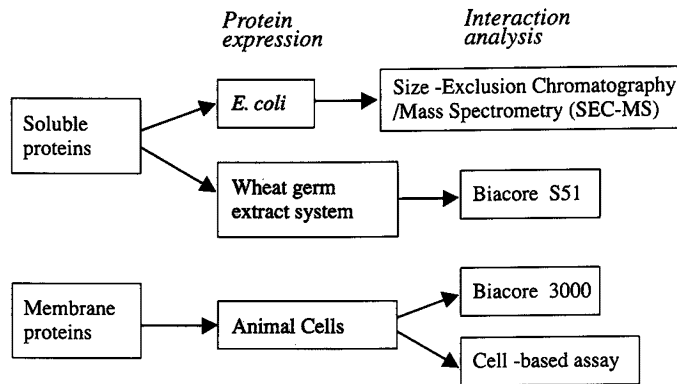 Protein
expression
Interaction
analysis
Soluble
proteins
E. coli
Size -Exclusion Chromatography
/Mass Spectrometry (SEC-MS)
Wheat germ
extract system
Biacore S51
Membrane
proteins
Animal Cells
Biacore 3000
Cell -based assay